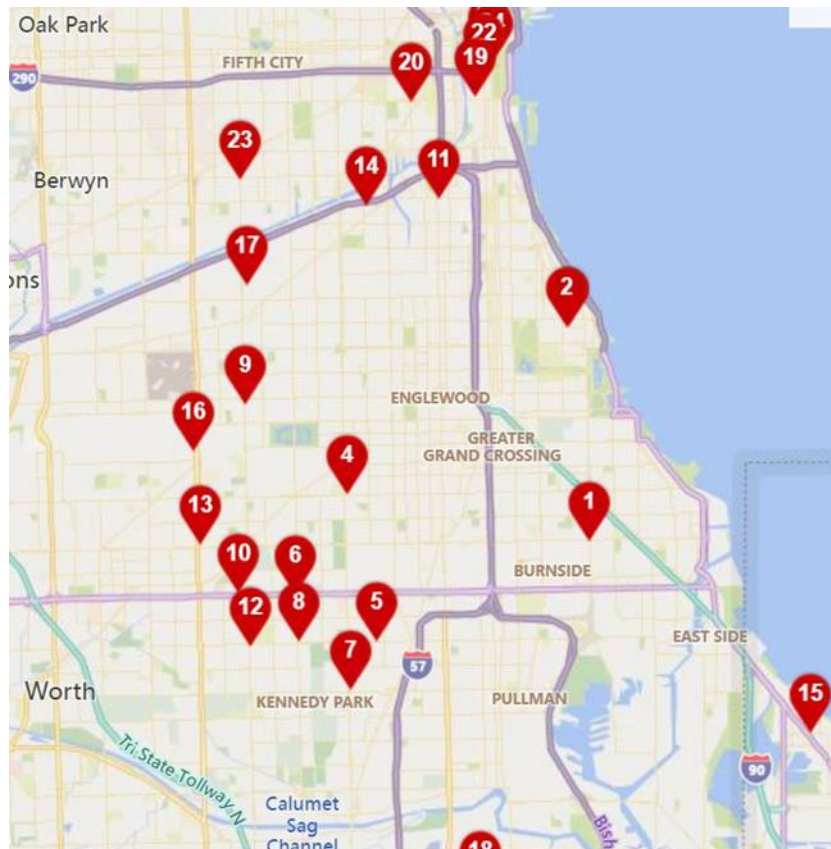 Oak Park
22
19
20
FIFTH CITY
290
23
14
11
Berwyn
17
ons
2
9
ENGLEWOOD
16
GREATER
GRAND CROSSING
4
13
1
10
6
BURNSIDE
12
8
5
EAST SIDE
7
57
Worth
KENNEDY PARK
PULLMAN
15
Tri State Tollway N
90
Calumet
Sag
Channel
Bish
18